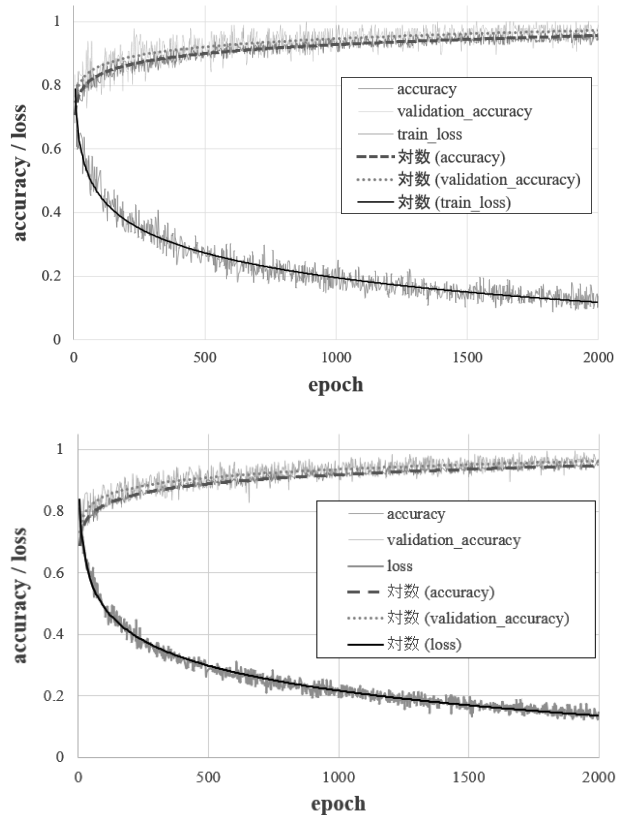 1
0.8
0.6
0.4
0.2
0
accuracy / loss
accuracy
validation_accuracy
train_loss
対数 (accuracy)
対数 (validation_accuracy)
対数 (train_loss)
0
500
1000
1500
2000
epoch
1
0.8
0.6
0.4
0.2
0
accuracy / loss
accuracy
validation_accuracy
loss
対数 (accuracy)
対数 (validation_accuracy)
対数 (loss)
0
500
1000
1500
2000
epoch